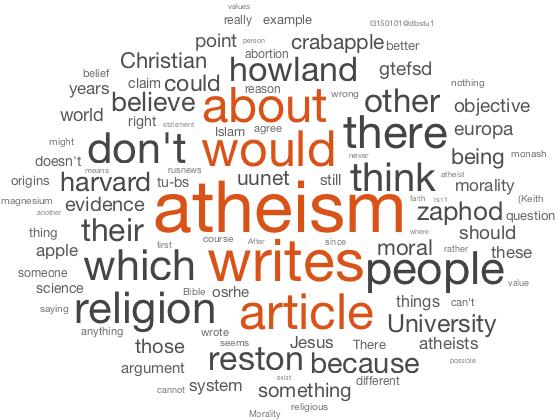 values
really example
l3150101@dbstu1
point person crabapple better
Christian abortion howland
gtefsd
belief years claim could reason wrong nothing
believe about other objective
world right statement
Islam agree there europa
might don't would
doesn't means rusnews never being monash
origins harvard tu-bs uunet still think atheist morality
magnesium evidence atheism faith Isn't (Keith
another zaphod question
thing their where should
course After since moral rather these
apple first which writes people value
someone
science Bible osrhe things can't
saying religion article University
anything wrote
those seems Jesus There atheists
argument reston because possible
cannot system exist something different
Morality religious